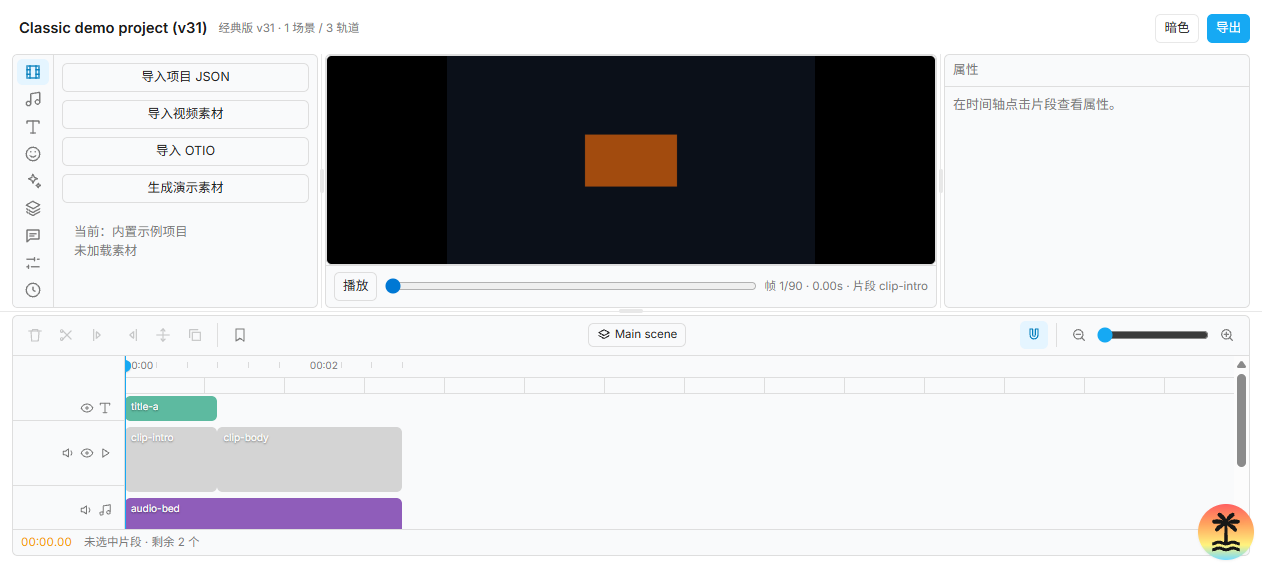 Classic demo project (v31) 经典版 v31 · 1 场景 / 3 轨道
暗色
导出
导入项目 JSON
导入视频素材
导入 OTIO
生成演示素材
当前：内置示例项目
未加载素材
播放
帧 1/90 · 0.00s · 片段 clip-intro
属性
在时间轴点击片段查看属性。
Main scene
0:00
00:02
title-a
clip-intro
clip-body
audio-bed
00:00.00 未选中片段 · 剩余 2 个